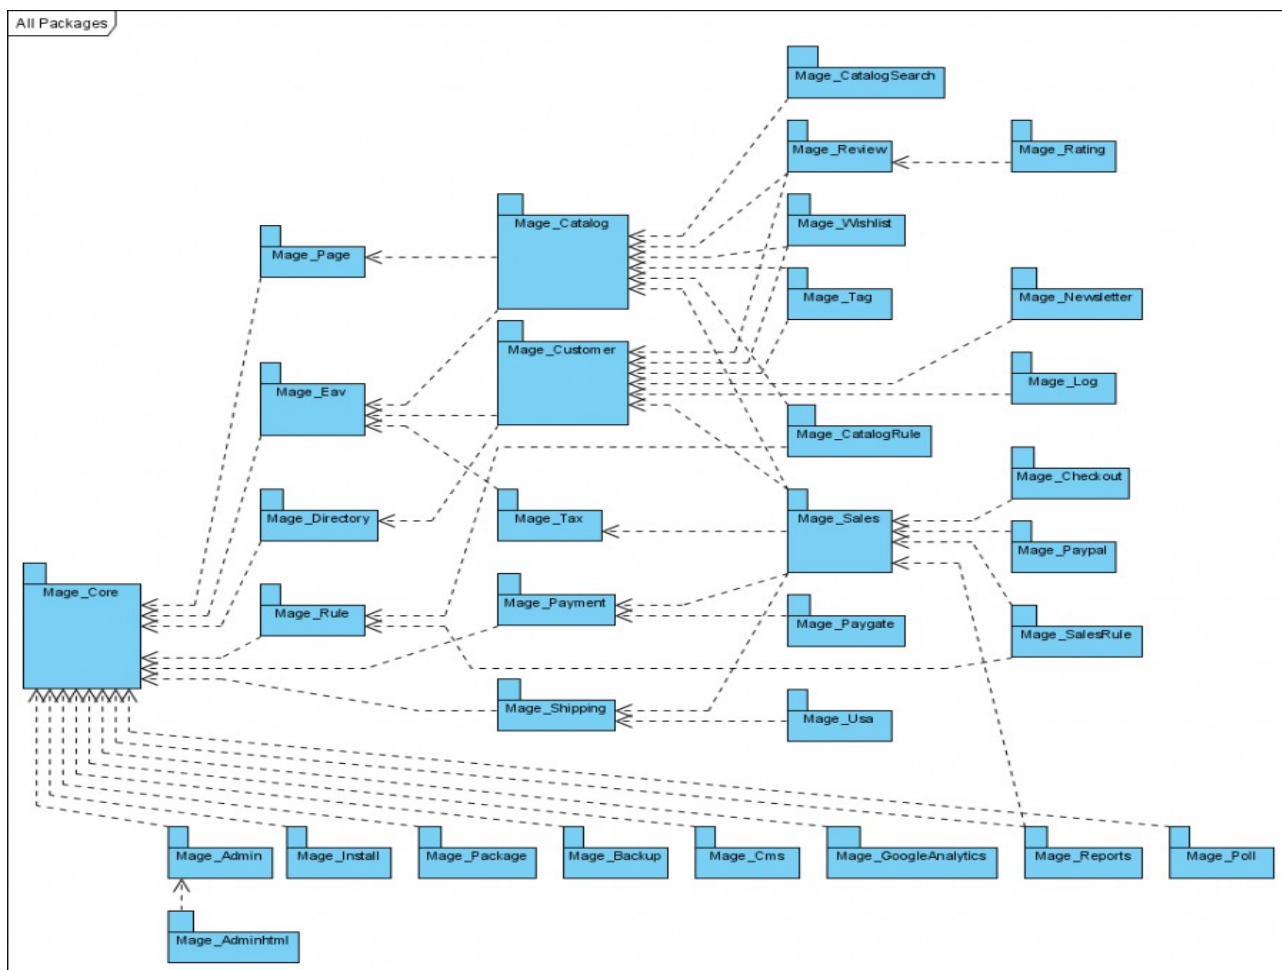 All Packages
Mage_CatalogSearch
Mage_Review
Mage_Rating
Mage_Catalog
Mage_Wishlist
Mage_Page
Mage_Tag
Mage_Newsletter
Mage_Customer
Mage_Eav
Mage_Log
Mage_CatalogRule
Mage_Checkout
Mage_Directory
Mage_Tax
Mage_Sales
Mage_Paypal
Mage_Core
Mage_Rule
Mage_Payment
Mage_Paygate
Mage_SalesRule
Mage_Shipping
Mage_Usa
Mage_Admin
Mage_Install
Mage_Package
Mage_Backup
Mage_Cms
Mage_GoogleAnalytics
Mage_Reports
Mage_Poll
Mage_Adminhtml